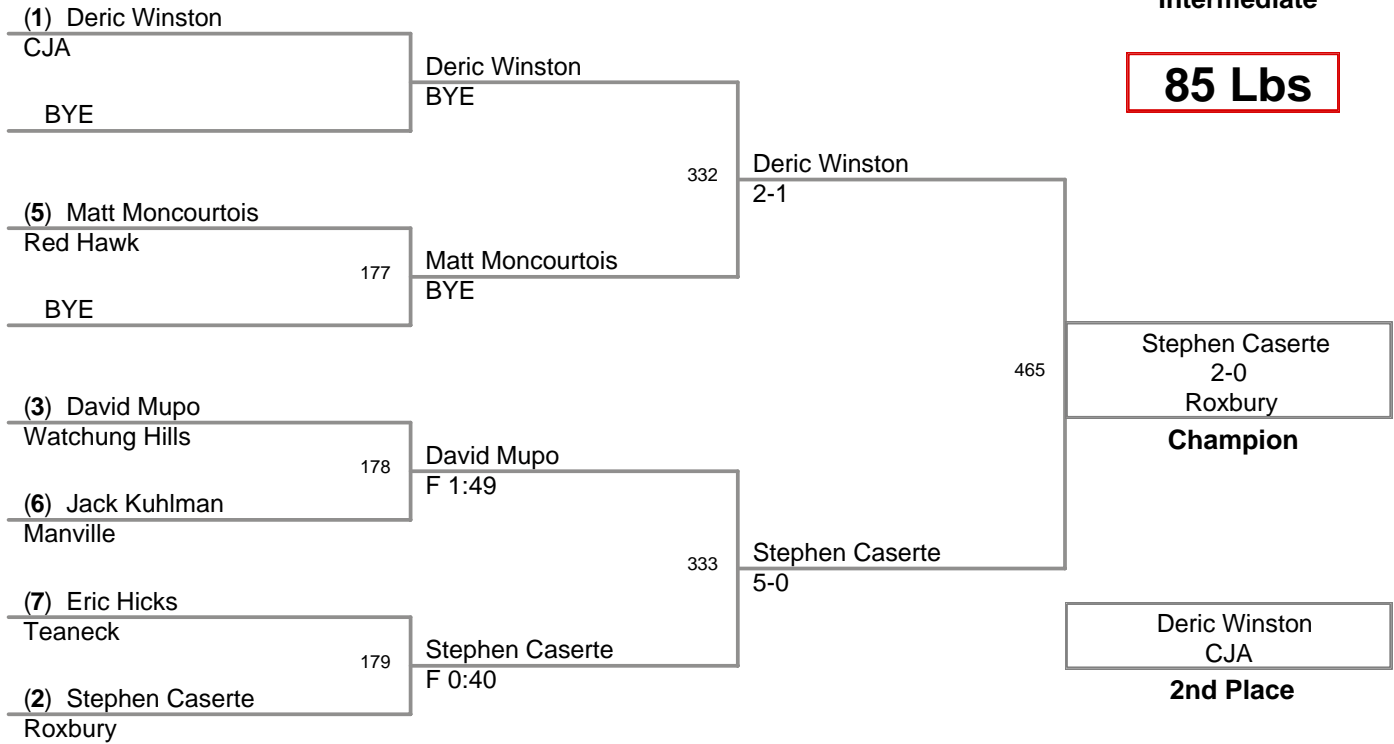 Intermediate
85 Lbs
(1) Deric Winston
CJA
BYE
Deric Winston
BYE
(5) Matt Moncourtois
Red Hawk
177
BYE
Matt Moncourtois
BYE
332
Deric Winston
2-1
(3) David Mupo
Watchung Hills
178
(6) Jack Kuhlman
Manville
David Mupo
F 1:49
(7) Eric Hicks
Teaneck
179
(2) Stephen Caserte
Roxbury
Stephen Caserte
F 0:40
333
Stephen Caserte
5-0
465
Stephen Caserte
2-0
Roxbury
Champion
Deric Winston
CJA
2nd Place